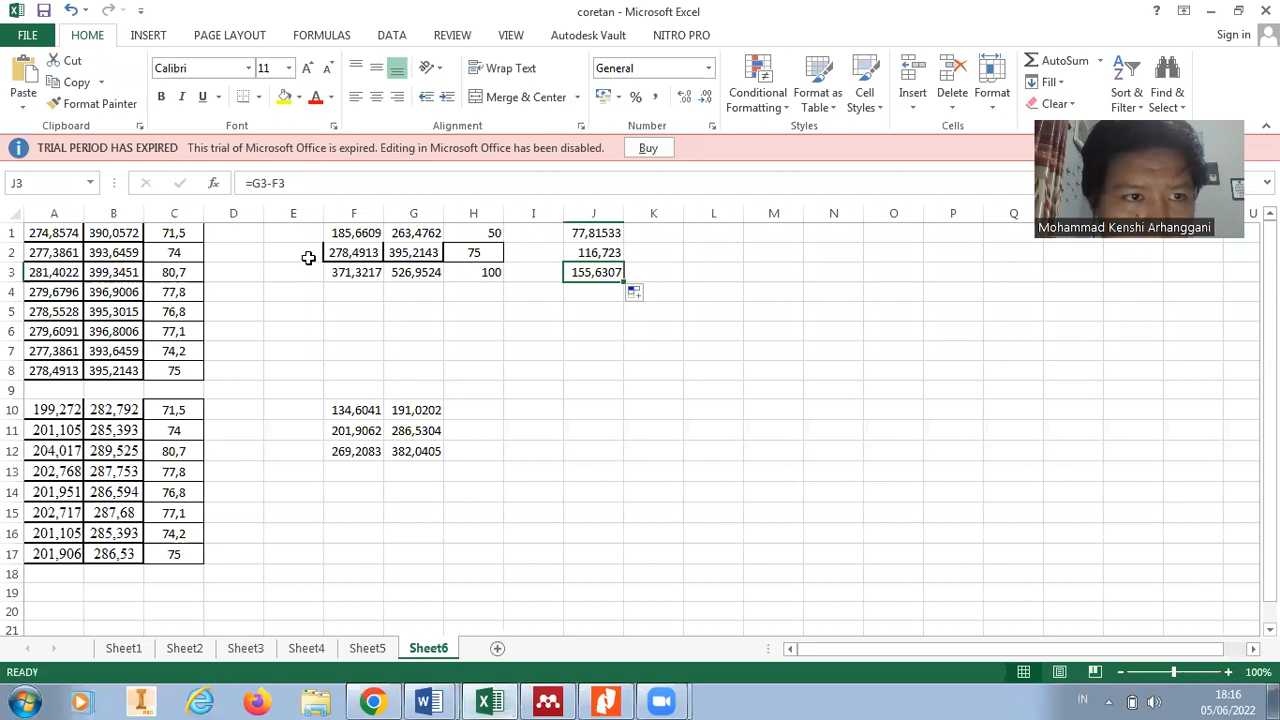 coretan - Microsoft Excel
?
FILE HOME INSERT PAGE LAYOUT FORMULAS DATA REVIEW VIEW Autodesk Vault NITRO PRO Sign in
Cut
Copy
Format Painter
Paste
Clipboard
Calibri 11
B I U
Font
Wrap Text
Merge & Center
Alignment
General
%
Number
Conditional Formatting
Format as Table
Cell Styles
Styles
Insert Delete Format
Cells
AutoSum
Fill
Clear
Sort & Filter
Find & Select
TRIAL PERIOD HAS EXPIRED This trial of Microsoft Office is expired. Editing in Microsoft Office has been disabled. Buy
Mohammad Kenshi Arhanggani
J3 fx =G3-F3
A B C D E F G H I J K L M N O P Q U
1 274,8574 390,0572 71,5 185,6609 263,4762 50 77,81533
2 277,3861 393,6459 74 278,4913 395,2143 75 116,723
3 281,4022 399,3451 80,7 371,3217 526,9524 100 155,6307
4 279,6796 396,9006 77,8
5 278,5528 395,3015 76,8
6 279,6091 396,8006 77,1
7 277,3861 393,6459 74,2
8 278,4913 395,2143 75
9
10 199,272 282,792 71,5 134,6041 191,0202
11 201,105 285,393 74 201,9062 286,5304
12 204,017 289,525 80,7 269,2083 382,0405
13 202,768 287,753 77,8
14 201,951 286,594 76,8
15 202,717 287,68 77,1
16 201,105 285,393 74,2
17 201,906 286,53 75
18
19
20
21
Sheet1 Sheet2 Sheet3 Sheet4 Sheet5 Sheet6
READY 100%
IN 18:16
05/06/2022